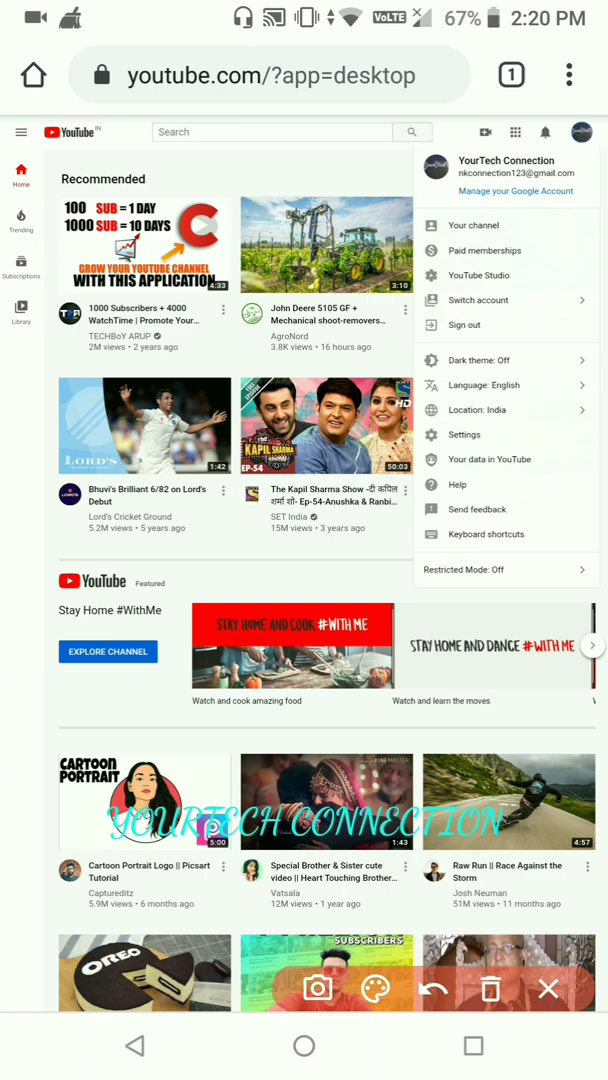 VoLTE 67% 2:20 PM
youtube.com/?app=desktop
1
YouTube IN
Search
Home
Trending
Subscriptions
Library
YourTech Connection
nkconnection123@gmail.com
Manage your Google Account
Your channel
Paid memberships
YouTube Studio
Switch account
Sign out
Dark theme: Off
Language: English
Location: India
Settings
Your data in YouTube
Help
Send feedback
Keyboard shortcuts
Restricted Mode: Off
Recommended
100 SUB = 1 DAY
1000 SUB = 10 DAYS
GROW YOUR YOUTUBE CHANNEL
WITH THIS APPLICATION
4:33
1000 Subscribers + 4000
WatchTime | Promote Your...
TECHBoY ARUP
2M views • 2 years ago
3:10
John Deere 5105 GF +
Mechanical shoot-removers...
AgroNord
3.8K views • 16 hours ago
LORD'S
1:42
Bhuvi's Brilliant 6/82 on Lord's
Debut
Lord's Cricket Ground
5.2M views • 5 years ago
FULL EPISODE
SET HD
THE KAPIL SHARMA SHOW
EP-54
50:03
The Kapil Sharma Show -दी कपिल
शर्मा शो- Ep-54-Anushka & Ranbi...
SET India
15M views • 3 years ago
YouTube Featured
Stay Home #WithMe
EXPLORE CHANNEL
STAY HOME AND COOK #WITH ME
Watch and cook amazing food
STAY HOME AND DANCE #WITH ME
Watch and learn the moves
CARTOON
PORTRAIT
5:00
KINEMASTER
1:43
4:57
YOURTECH CONNECTION
Cartoon Portrait Logo || Picsart
Tutorial
Captureditz
5.9M views • 6 months ago
Special Brother & Sister cute
video || Heart Touching Brother...
Vatsala
12M views • 1 year ago
Raw Run || Race Against the
Storm
Josh Neuman
51M views • 11 months ago
OREO
SUBSCRIBERS